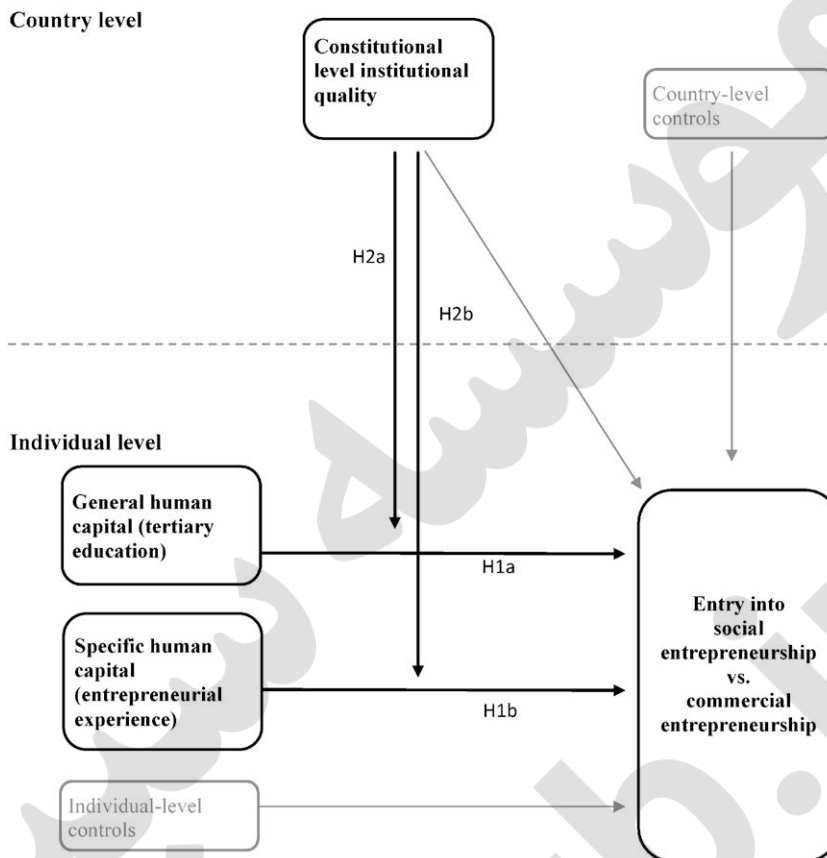 Country level
Constitutional
level institutional
quality
Country-level
controls
H2a
H2b
Individual level
General human
capital (tertiary
education)
H1a
Specific human
capital
(entrepreneurial
experience)
H1b
Entry into
social
entrepreneurship
vs.
commercial
entrepreneurship
Individual-level
controls